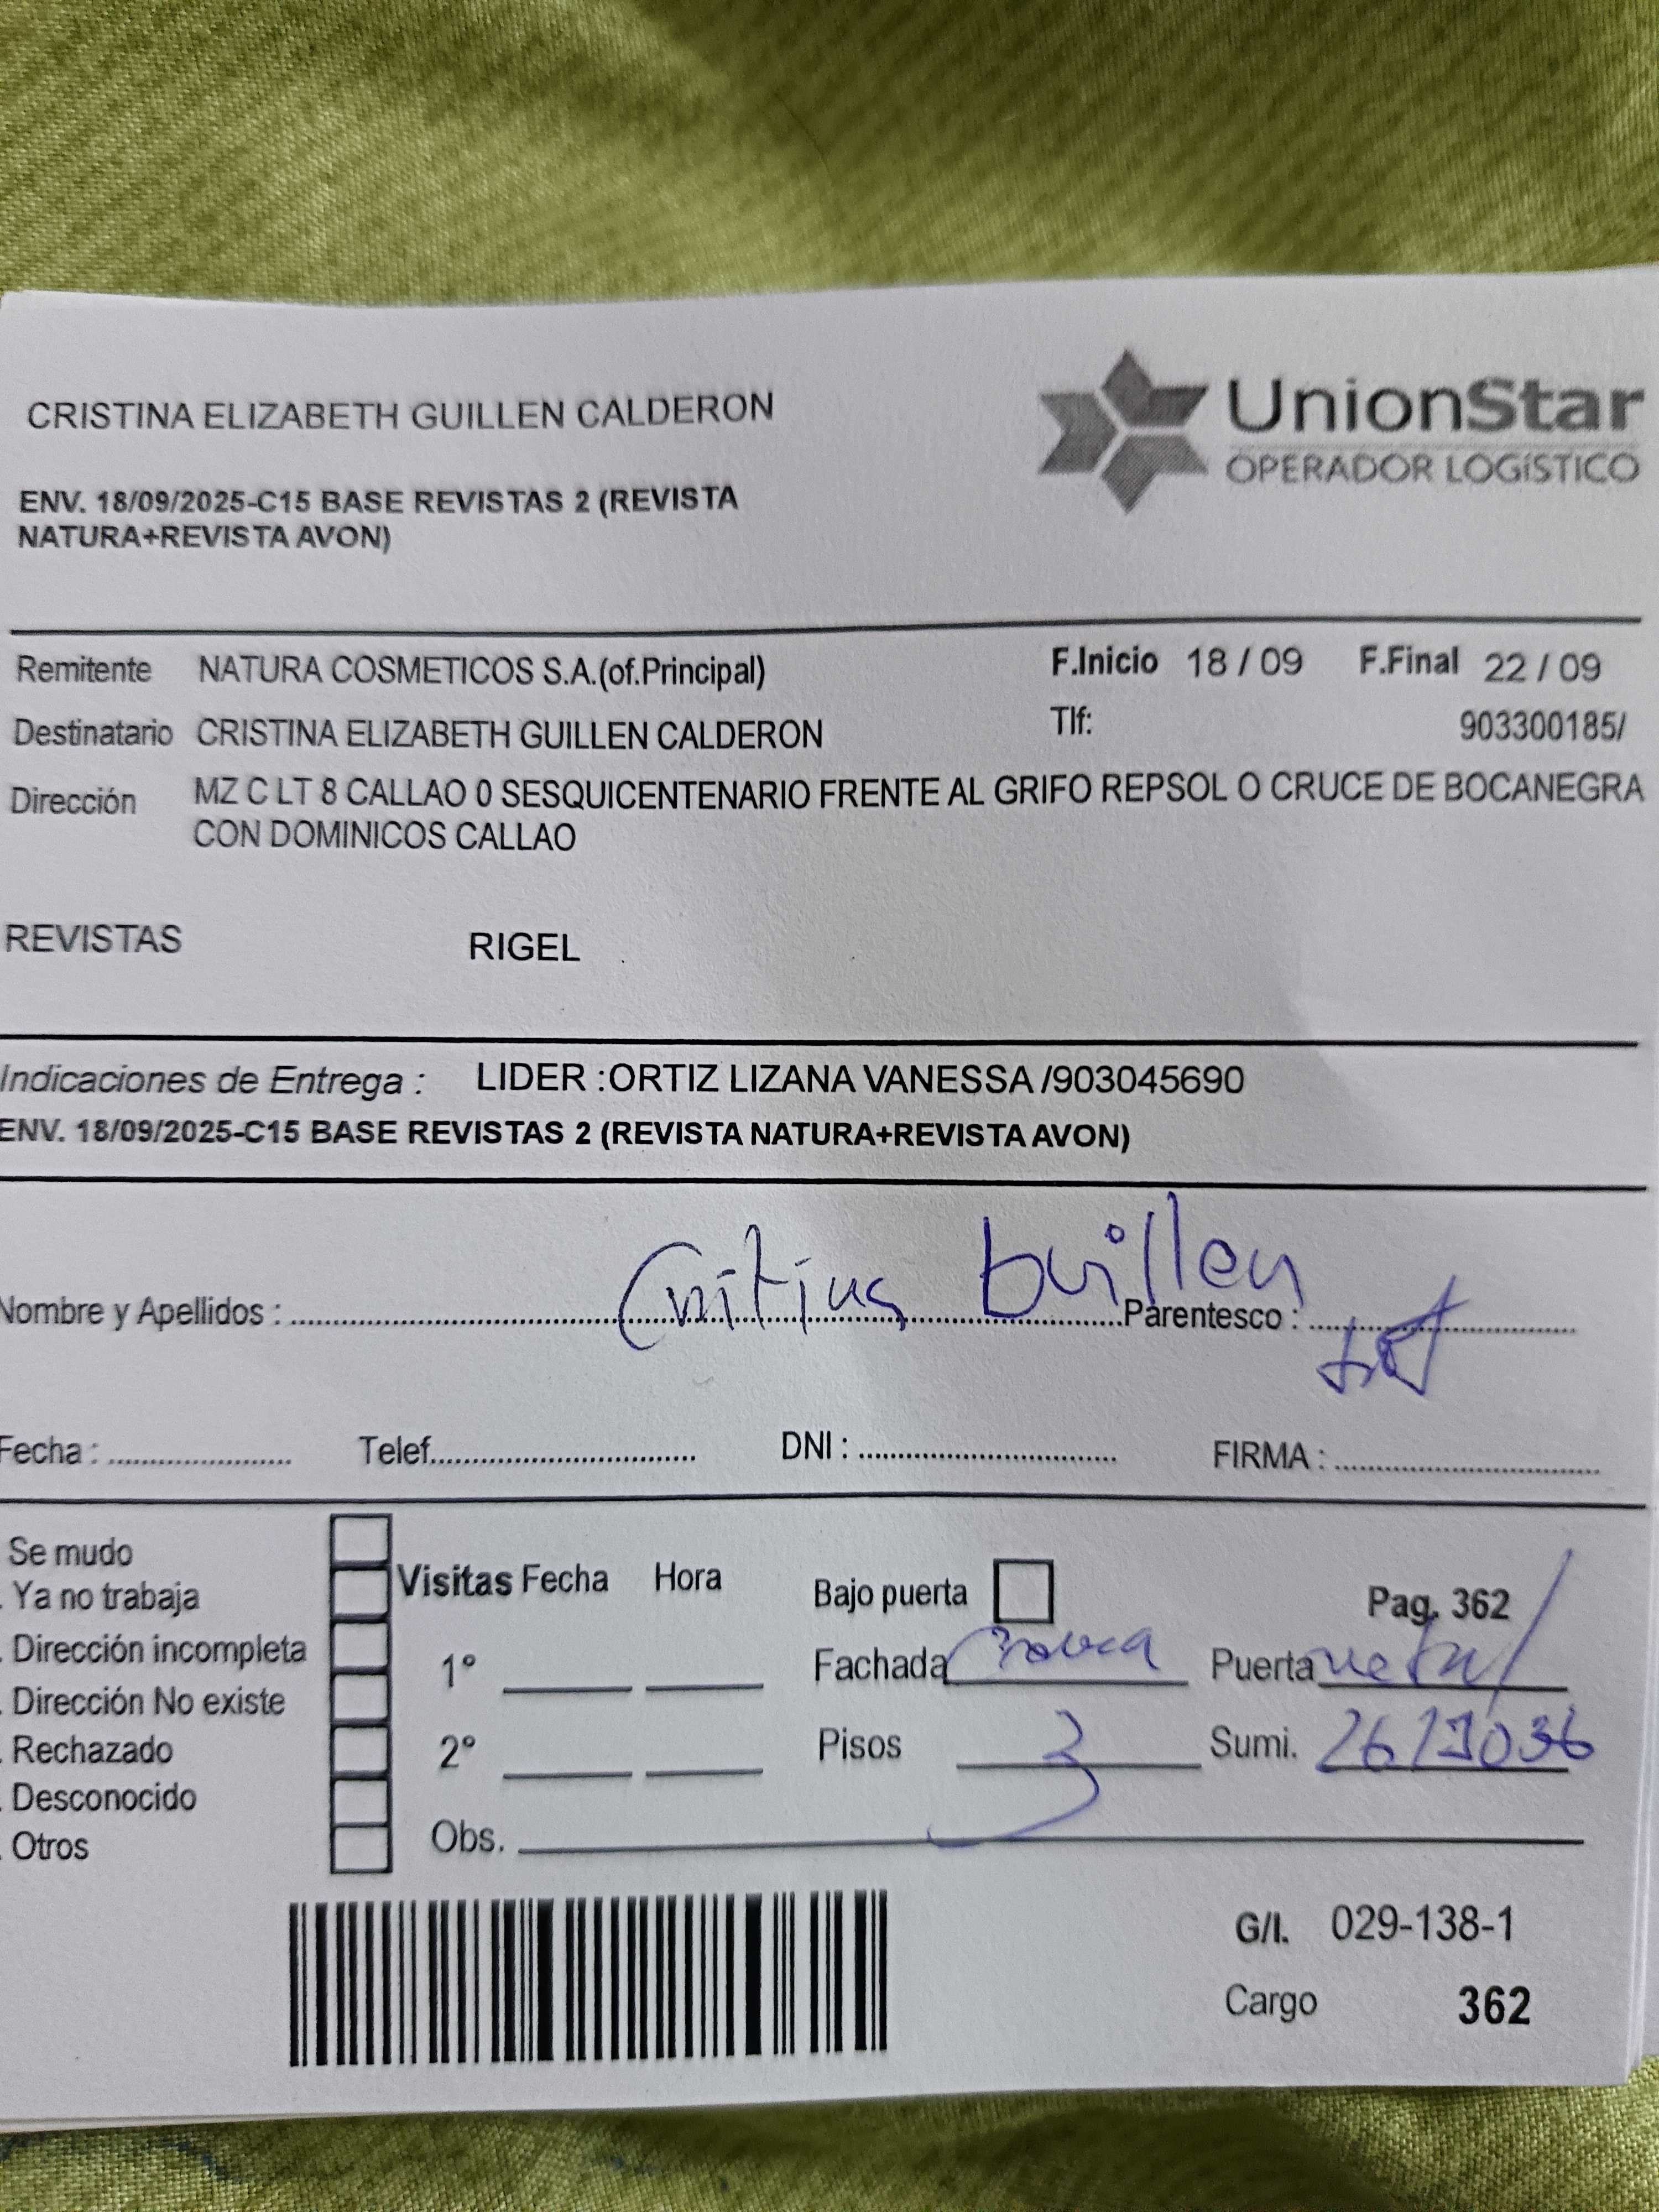 CRISTINA ELIZABETH GUILLEN CALDERON
UnionStar
OPERADOR LOGíSTICO
ENV. 18/09/2025-C15 BASE REVISTAS 2 (REVISTA
NATURA+REVISTA AVON)
Remitente NATURA COSMETICOS S.A.(of.Principal) F.Inicio 18 / 09 F.Final 22 / 09
Destinatario CRISTINA ELIZABETH GUILLEN CALDERON Tlf: 903300185/
Dirección MZ C LT 8 CALLAO 0 SESQUICENTENARIO FRENTE AL GRIFO REPSOL O CRUCE DE BOCANEGRA
CON DOMINICOS CALLAO
REVISTAS RIGEL
Indicaciones de Entrega : LIDER :ORTIZ LIZANA VANESSA /903045690
ENV. 18/09/2025-C15 BASE REVISTAS 2 (REVISTA NATURA+REVISTA AVON)
Nombre y Apellidos : Guillen Parentesco :
Fecha : Telef. DNI : FIRMA :
Se mudo
Ya no trabaja
Dirección incompleta
Dirección No existe
Rechazado
Desconocido
Otros
Visitas Fecha Hora
1°
2°
Obs.
Bajo puerta Pag. 362
Fachada Puerta metal
Pisos 3 Sumi.
G/I. 029-138-1
Cargo 362